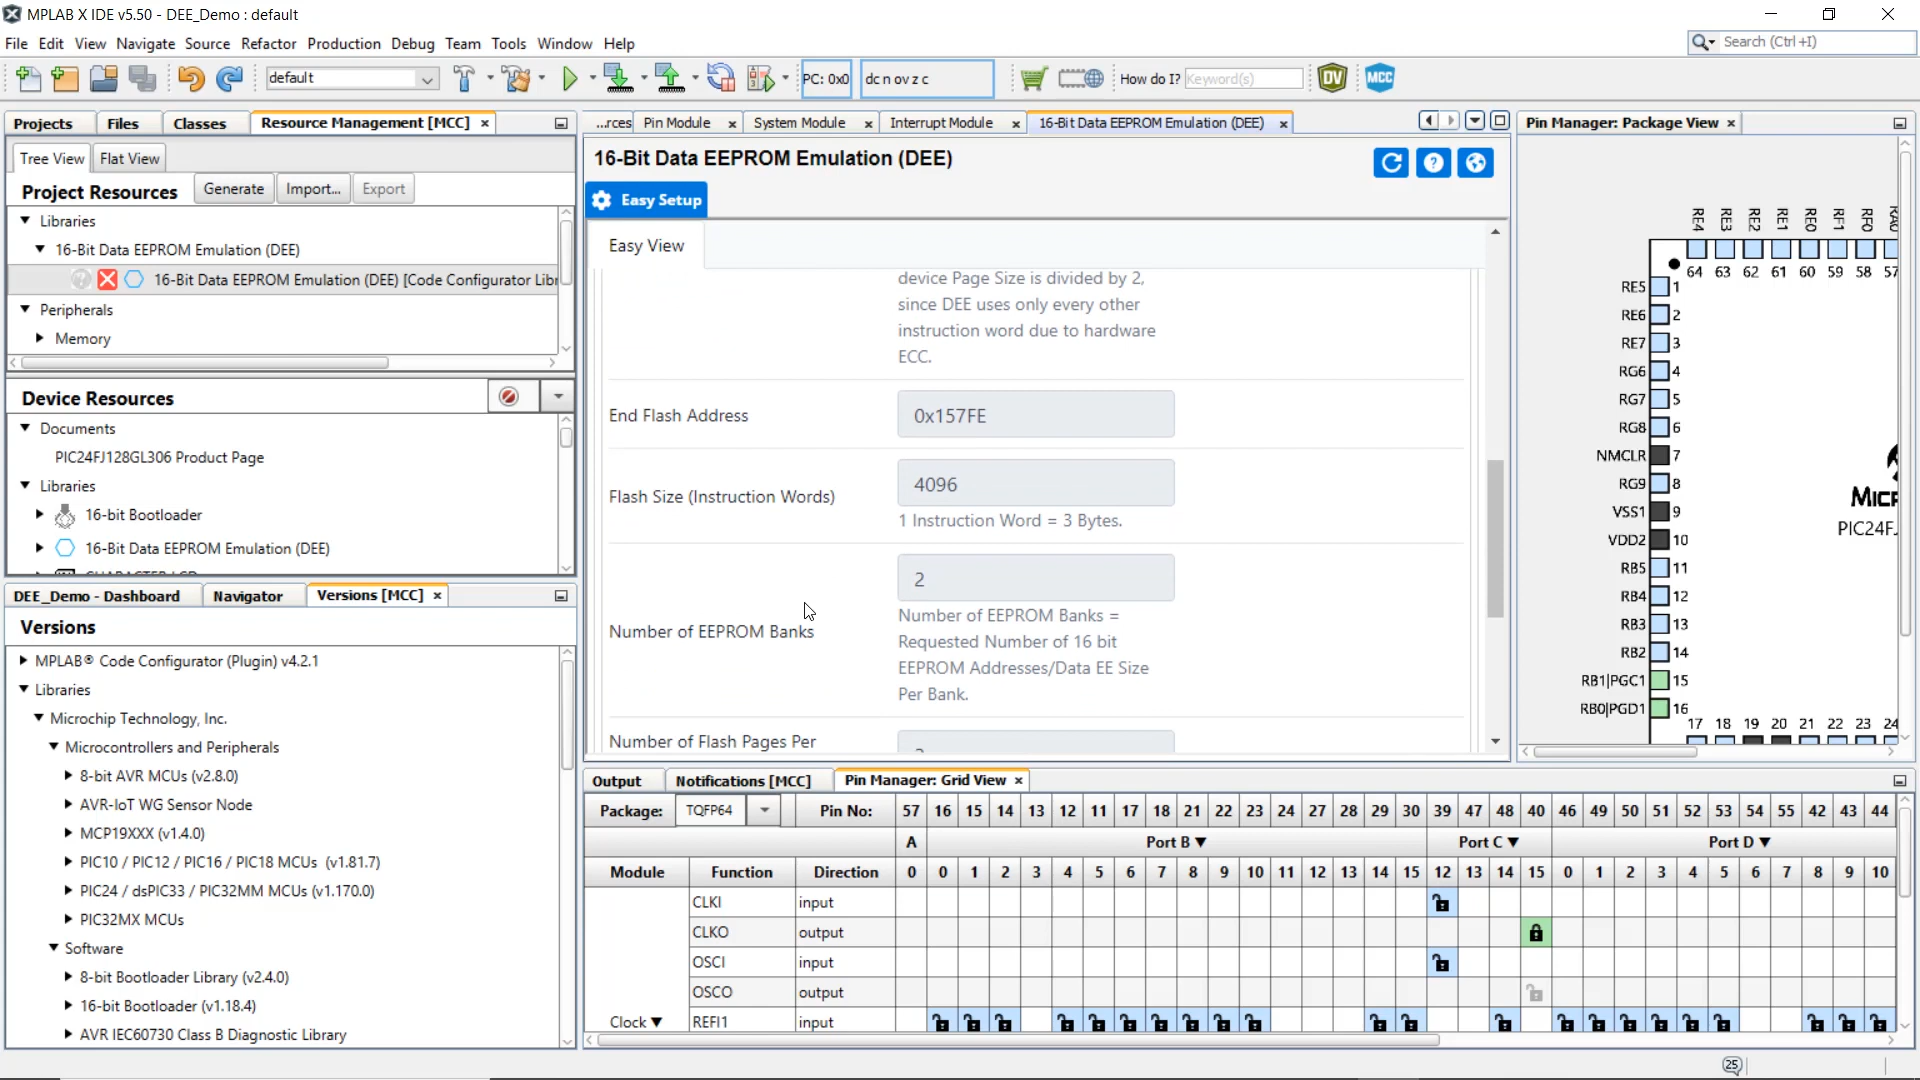 MPLAB X IDE v5.50 - DEE_Demo : default
File Edit View Navigate Source Refactor Production Debug Team Tools Window Help
Search (Ctrl+I)
default
PC: 0x0
dc n ov z c
How do I? Keyword(s)
DV
MCC
Projects Files Classes Resource Management [MCC] ×
Tree View Flat View
Project Resources Generate Import... Export
Libraries
16-Bit Data EEPROM Emulation (DEE)
16-Bit Data EEPROM Emulation (DEE) [Code Configurator Libr
Peripherals
Memory
Device Resources
Documents
PIC24FJ128GL306 Product Page
Libraries
16-bit Bootloader
16-Bit Data EEPROM Emulation (DEE)
DEE_Demo - Dashboard Navigator Versions [MCC] ×
Versions
MPLAB® Code Configurator (Plugin) v4.2.1
Libraries
Microchip Technology, Inc.
Microcontrollers and Peripherals
8-bit AVR MCUs (v2.8.0)
AVR-IoT WG Sensor Node
MCP19XXX (v1.4.0)
PIC10 / PIC12 / PIC16 / PIC18 MCUs (v1.81.7)
PIC24 / dsPIC33 / PIC32MM MCUs (v1.170.0)
PIC32MX MCUs
Software
8-bit Bootloader Library (v2.4.0)
16-bit Bootloader (v1.18.4)
AVR IEC60730 Class B Diagnostic Library
...rces Pin Module × System Module × Interrupt Module × 16-Bit Data EEPROM Emulation (DEE) ×
16-Bit Data EEPROM Emulation (DEE)
Easy Setup
Easy View
device Page Size is divided by 2,
since DEE uses only every other
instruction word due to hardware
ECC.
End Flash Address 0x157FE
Flash Size (Instruction Words) 4096
1 Instruction Word = 3 Bytes.
Number of EEPROM Banks 2
Number of EEPROM Banks =
Requested Number of 16 bit
EEPROM Addresses/Data EE Size
Per Bank.
Number of Flash Pages Per
Pin Manager: Package View ×
RE4 RE3 RE2 RE1 RE0 RF1 RF0
64 63 62 61 60 59 58 57
RE5 1
RE6 2
RE7 3
RG6 4
RG7 5
RG8 6
NMCLR 7
RG9 8
VSS1 9
VDD2 10
RB5 11
RB4 12
RB3 13
RB2 14
RB1|PGC1 15
RB0|PGD1 16
17 18 19 20 21 22 23 24
MICR
PIC24FJ
Output Notifications [MCC] Pin Manager: Grid View ×
Package: TQFP64 Pin No: 57 16 15 14 13 12 11 17 18 21 22 23 24 27 28 29 30 39 47 48 40 46 49 50 51 52 53 54 55 42 43 44
A Port B ▼ Port C ▼ Port D ▼
Module Function Direction 0 0 1 2 3 4 5 6 7 8 9 10 11 12 13 14 15 12 13 14 15 0 1 2 3 4 5 6 7 8 9 10
CLKI input
CLKO output
OSCI input
OSCO output
Clock ▼ REFI1 input
25